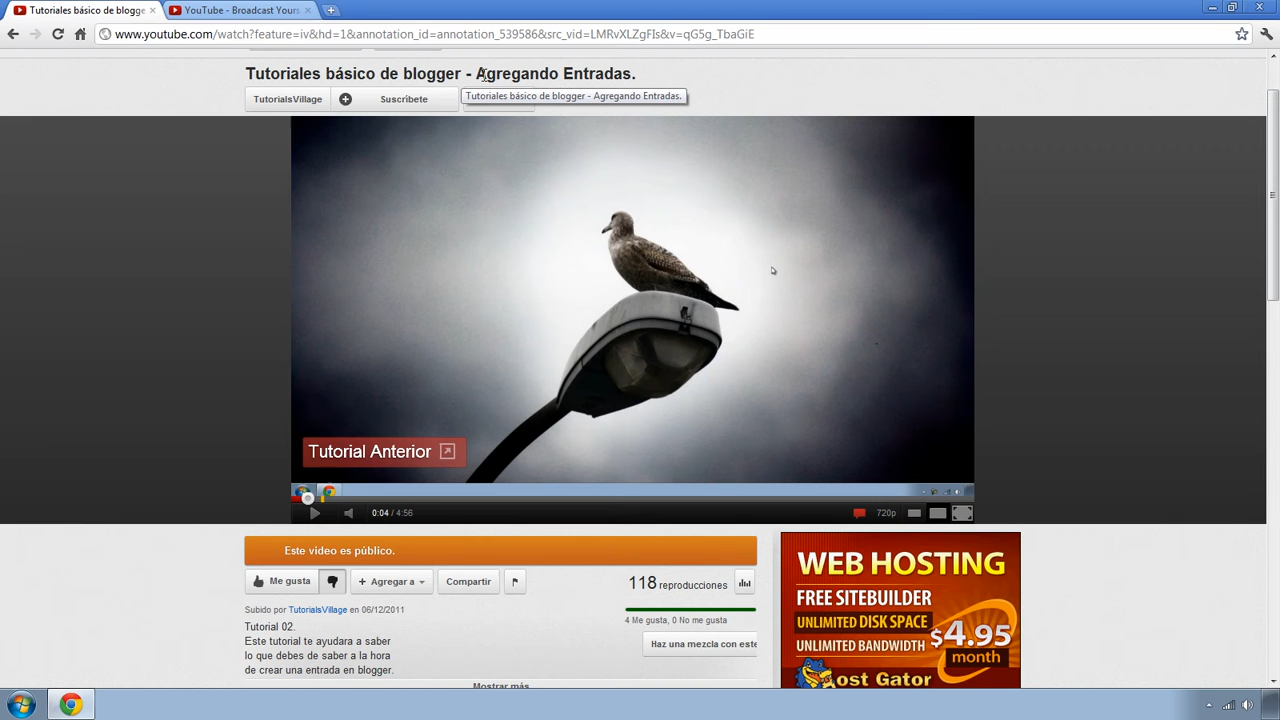 Tutoriales básico de blogge
YouTube - Broadcast Yours
www.youtube.com/watch?feature=iv&hd=1&annotation_id=annotation_539586&src_vid=LMRvXLZgFIs&v=qG5g_TbaGiE
Tutoriales básico de blogger - Agregando Entradas.
TutorialsVillage
Suscríbete
Tutoriales básico de blogger - Agregando Entradas.
Tutorial Anterior
0:04 / 4:56
720p
Este video es público.
Me gusta
Agregar a
Compartir
118 reproducciones
Subido por TutorialsVillage en 06/12/2011
4 Me gusta, 0 No me gusta
Tutorial 02.
Este tutorial te ayudara a saber
lo que debes de saber a la hora
de crear una entrada en blogger.
Haz una mezcla con este
Mostrar más
WEB HOSTING
FREE SITEBUILDER
UNLIMITED DISK SPACE
UNLIMITED BANDWIDTH
$4.95
month
ost Gator